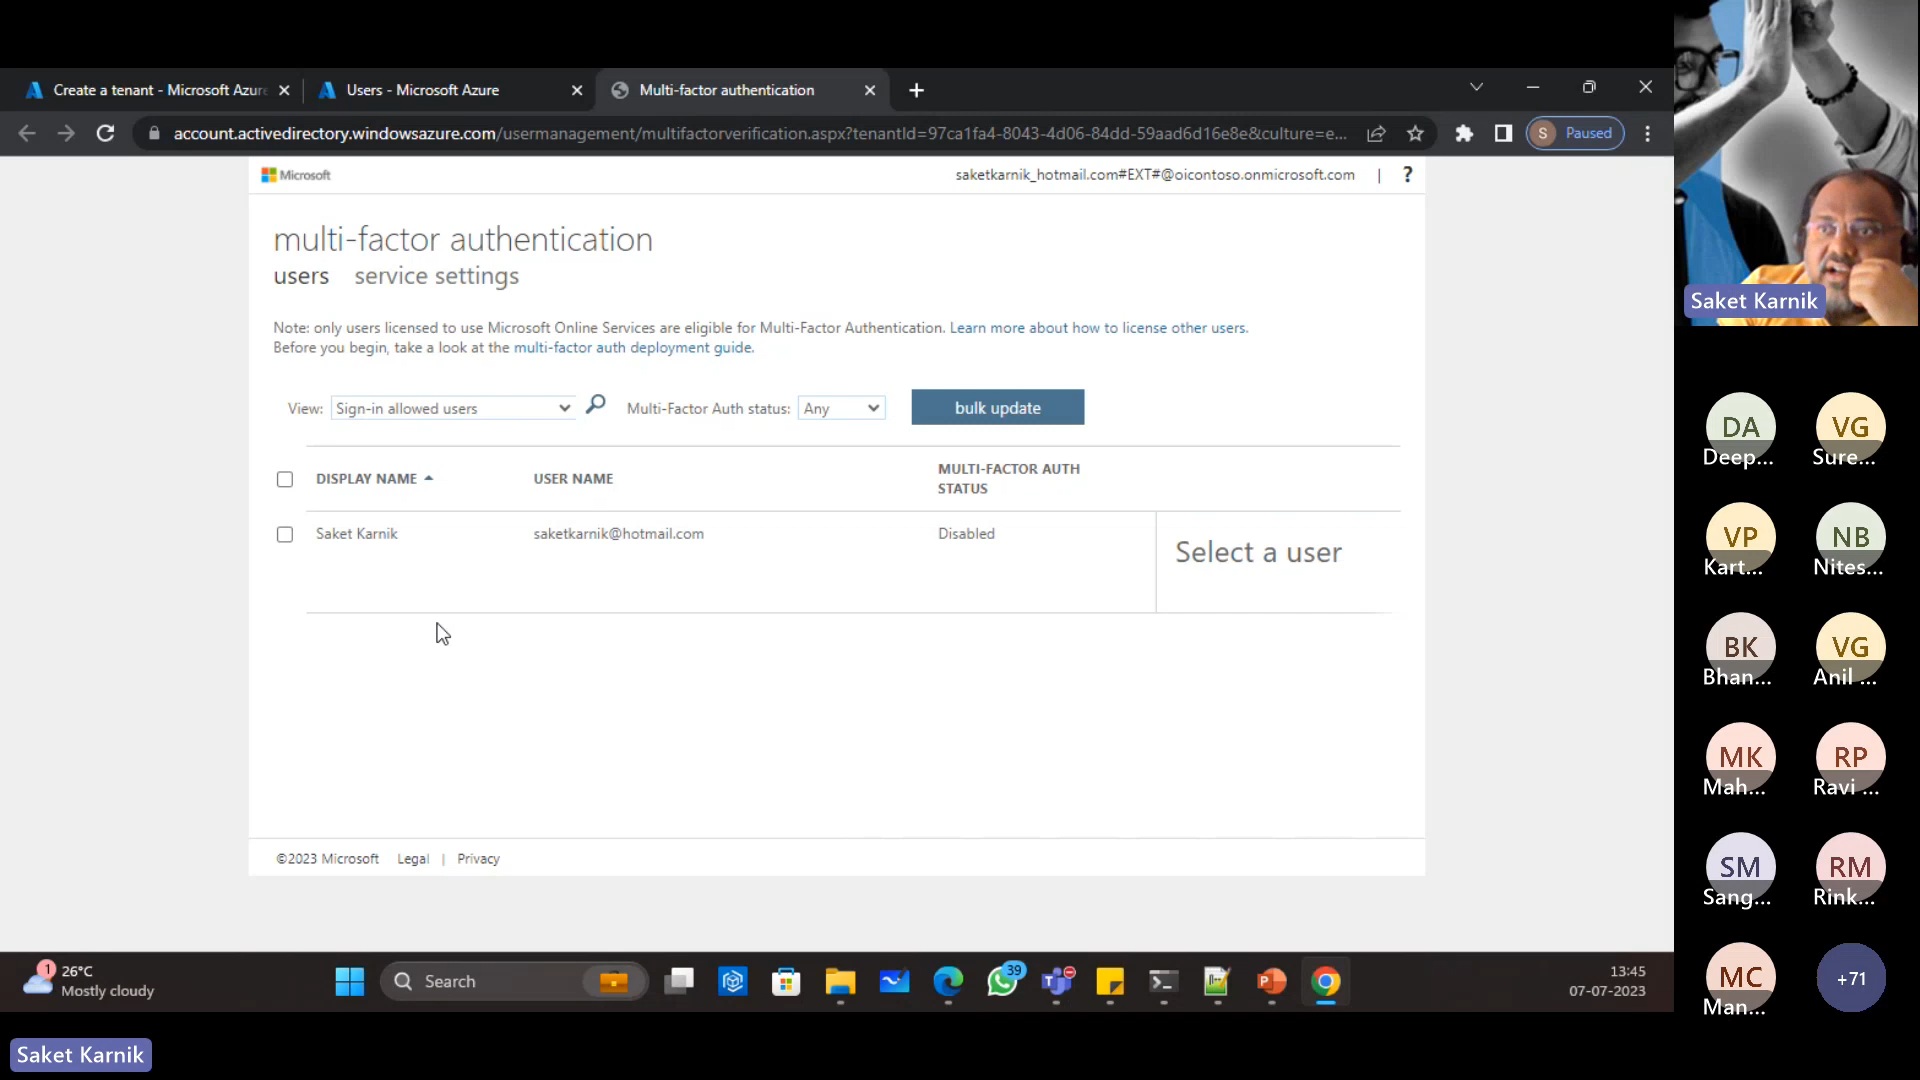 Create a tenant - Microsoft Azure
Users - Microsoft Azure
Multi-factor authentication
account.activedirectory.windowsazure.com/usermanagement/multifactorverification.aspx?tenantId=97ca1fa4-8043-4d06-84dd-59aad6d16e8e&culture=e...
S
Paused
Microsoft
saketkarnik_hotmail.com#EXT#@oicontoso.onmicrosoft.com | ?
multi-factor authentication
users service settings
Note: only users licensed to use Microsoft Online Services are eligible for Multi-Factor Authentication. Learn more about how to license other users.
Before you begin, take a look at the multi-factor auth deployment guide.
View: Sign-in allowed users Multi-Factor Auth status: Any bulk update
DISPLAY NAME USER NAME MULTI-FACTOR AUTH
STATUS
Saket Karnik saketkarnik@hotmail.com Disabled
Select a user
©2023 Microsoft Legal | Privacy
1
26°C
Mostly cloudy
Search
39
13:45
07-07-2023
Saket Karnik
Saket Karnik
DA
Deep...
VG
Sure...
VP
Kart...
NB
Nites...
BK
Bhan...
VG
Anil ...
MK
Mah...
RP
Ravi ...
SM
Sang...
RM
Rink...
MC
Man...
+71